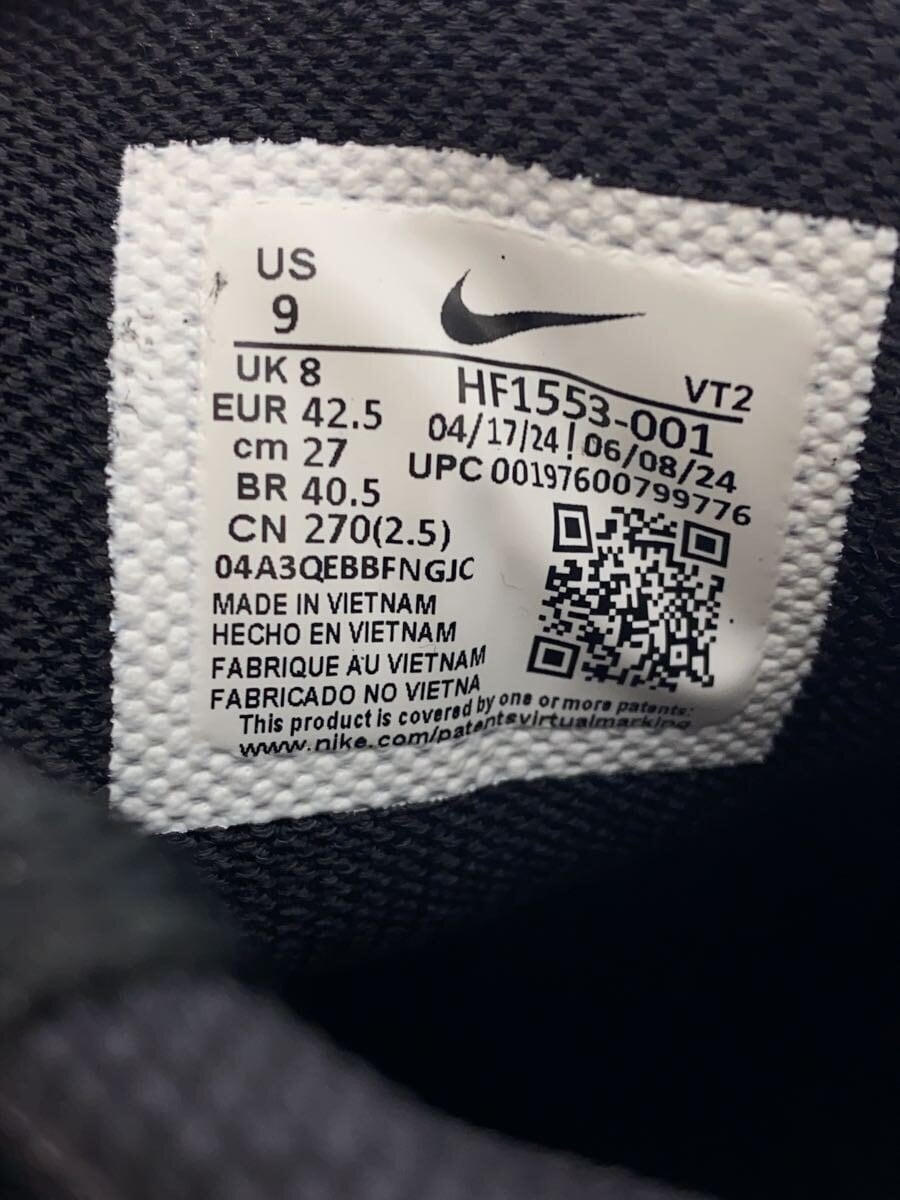 US
9
UK 8
EUR 42.5
cm 27
BR 40.5
CN 270(2.5)
VT2
HF1553-001
04/17/24 ! 06/08/24
UPC 00197600799776
04A3QEBBFNGJC
MADE IN VIETNAM
HECHO EN VIETNAM
FABRIQUE AU VIETNAM
FABRICADO NO VIETNA
This product is covered by one or more patents:
www.nike.com/patentsvirtualmarking